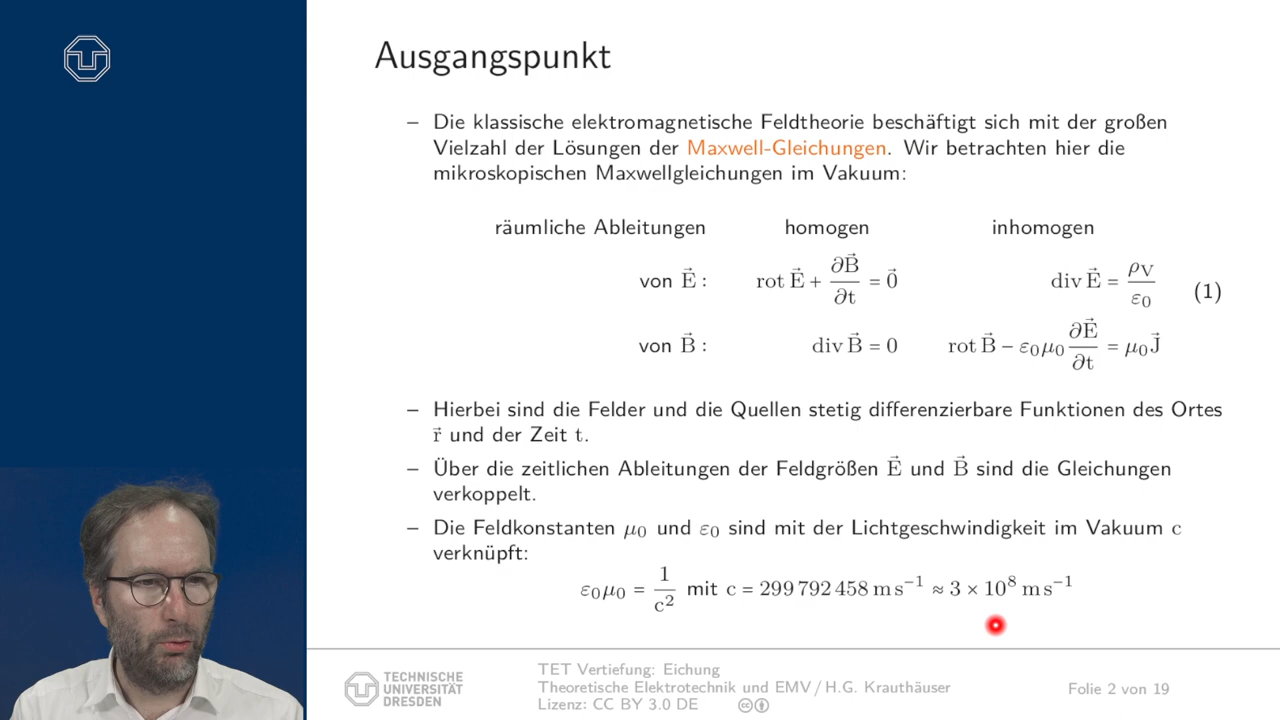 Ausgangspunkt
– Die klassische elektromagnetische Feldtheorie beschäftigt sich mit der großen
Vielzahl der Lösungen der Maxwell-Gleichungen. Wir betrachten hier die
mikroskopischen Maxwellgleichungen im Vakuum:
räumliche Ableitungen homogen inhomogen
von E⃗ : rot E⃗ + ∂B⃗/∂t = 0⃗ div E⃗ = ρV/ε₀ (1)
von B⃗ : div B⃗ = 0 rot B⃗ − ε₀μ₀ ∂E⃗/∂t = μ₀J⃗
– Hierbei sind die Felder und die Quellen stetig differenzierbare Funktionen des Ortes
r⃗ und der Zeit t.
– Über die zeitlichen Ableitungen der Feldgrößen E⃗ und B⃗ sind die Gleichungen
verkoppelt.
– Die Feldkonstanten μ₀ und ε₀ sind mit der Lichtgeschwindigkeit im Vakuum c
verknüpft:
ε₀μ₀ = 1/c² mit c = 299 792 458 m s⁻¹ ≈ 3 × 10⁸ m s⁻¹
TECHNISCHE
UNIVERSITÄT
DRESDEN
TET Vertiefung: Eichung
Theoretische Elektrotechnik und EMV / H.G. Krauthäuser
Lizenz: CC BY 3.0 DE
Folie 2 von 19